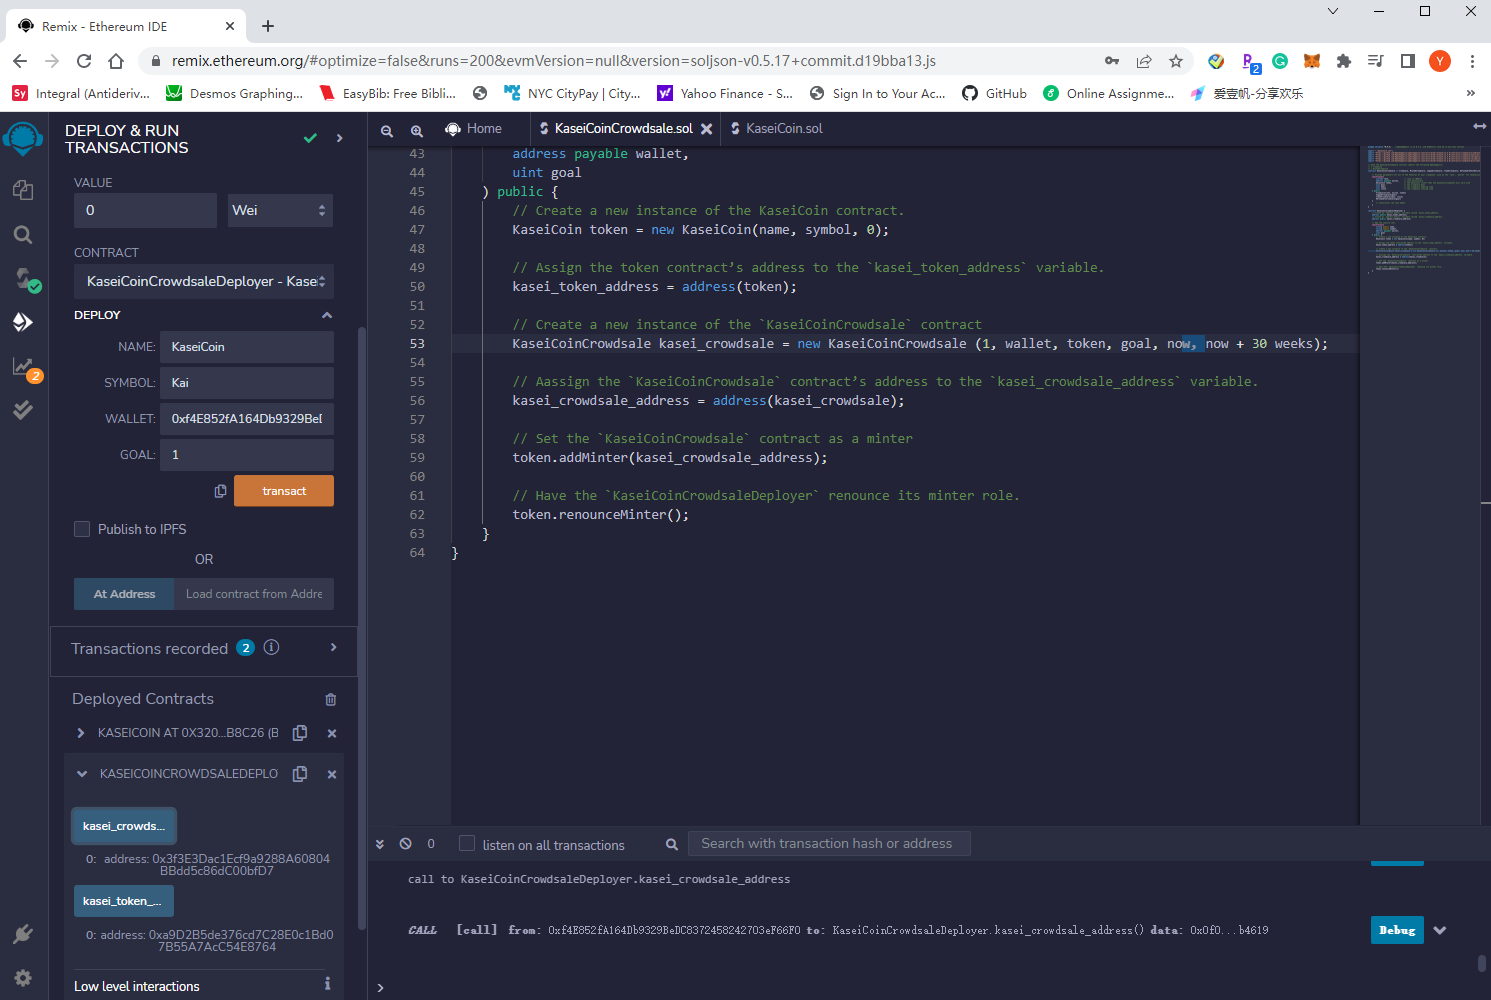 Remix - Ethereum IDE
remix.ethereum.org/#optimize=false&runs=200&evmVersion=null&version=soljson-v0.5.17+commit.d19bba13.js
2
Y
Sy Integral (Antideriv...
Desmos Graphing...
EasyBib: Free Bibli...
NYC CityPay | City...
Yahoo Finance - S...
Sign In to Your Ac...
GitHub
Online Assignme...
爱壹帆-分享欢乐
»
DEPLOY & RUN
TRANSACTIONS
VALUE
0
Wei
CONTRACT
KaseiCoinCrowdsaleDeployer - Kasei
DEPLOY
NAME: KaseiCoin
SYMBOL: Kai
WALLET: 0xf4E852fA164Db9329BeD
GOAL: 1
transact
Publish to IPFS
OR
At Address
Load contract from Addre
Transactions recorded 2 i
Deployed Contracts
KASEICOIN AT 0X320...B8C26 (B
KASEICOINCROWDSALEDEPLO
kasei_crowds...
0: address: 0x3f3E3Dac1Ecf9a9288A60804
BBdd5c86dC00bfD7
kasei_token_...
0: address: 0xa9D2B5de376cd7C28E0c1Bd0
7B55A7AcC54E8764
Low level interactions i
2
Home
KaseiCoinCrowdsale.sol
KaseiCoin.sol
43 address payable wallet,
44 uint goal
45 ) public {
46 // Create a new instance of the KaseiCoin contract.
47 KaseiCoin token = new KaseiCoin(name, symbol, 0);
48
49 // Assign the token contract’s address to the `kasei_token_address` variable.
50 kasei_token_address = address(token);
51
52 // Create a new instance of the `KaseiCoinCrowdsale` contract
53 KaseiCoinCrowdsale kasei_crowdsale = new KaseiCoinCrowdsale (1, wallet, token, goal, now, now + 30 weeks);
54
55 // Aassign the `KaseiCoinCrowdsale` contract’s address to the `kasei_crowdsale_address` variable.
56 kasei_crowdsale_address = address(kasei_crowdsale);
57
58 // Set the `KaseiCoinCrowdsale` contract as a minter
59 token.addMinter(kasei_crowdsale_address);
60
61 // Have the `KaseiCoinCrowdsaleDeployer` renounce its minter role.
62 token.renounceMinter();
63 }
64 }
0
listen on all transactions
Search with transaction hash or address
call to KaseiCoinCrowdsaleDeployer.kasei_crowdsale_address
CALL [call] from: 0xf4E852fA164Db9329BeDC8372458242703eF66F0 to: KaseiCoinCrowdsaleDeployer.kasei_crowdsale_address() data: 0x0f0...b4619
Debug
>